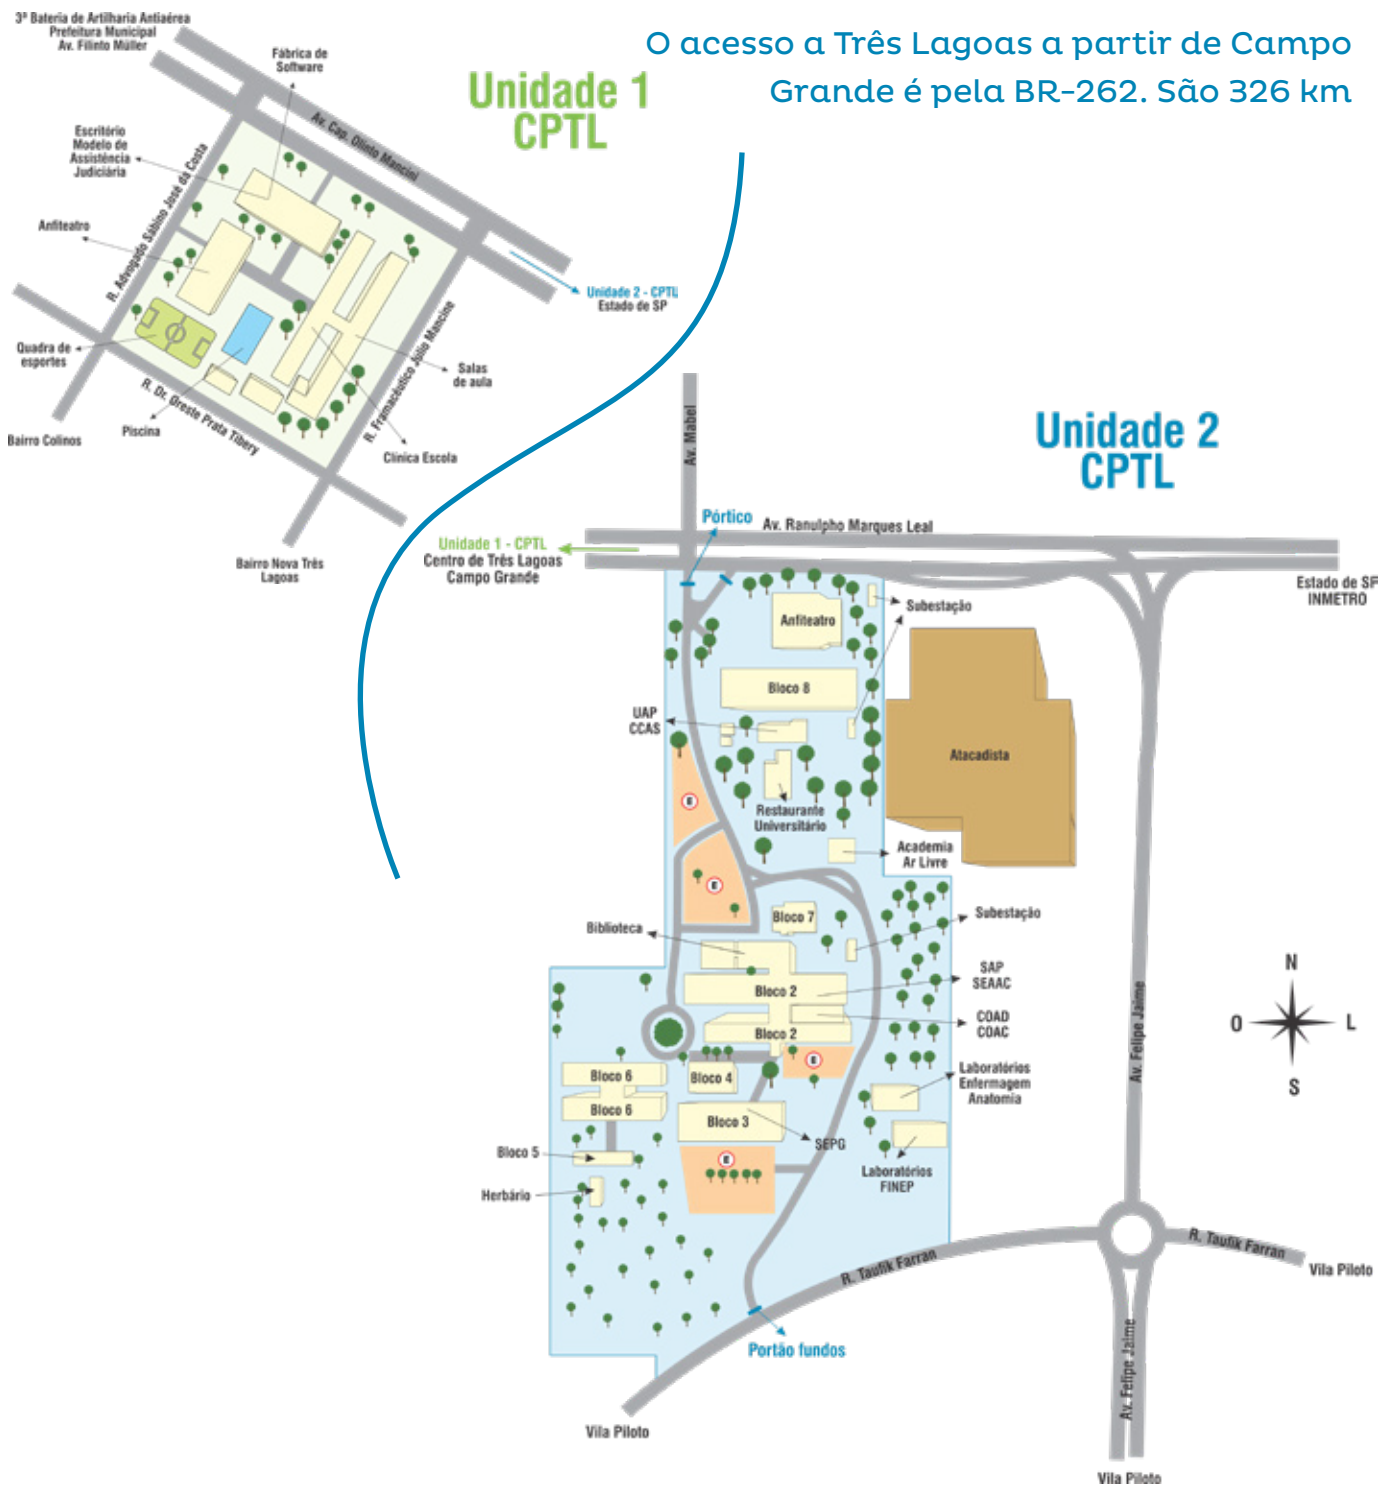 O acesso a Três Lagoas a partir de Campo
Grande é pela BR-262. São 326 km
3ª Bateria de Artilharia Antiaérea
Prefeitura Municipal
Av. Filinto Müller
Fábrica de
Software
Unidade 1
CPTL
Av. Cap. Olinto Mancini
Escritório
Modelo de
Assistência
Judiciária
R. Advogado Sábino José da Costa
Anfiteatro
Unidade 2 - CPTL
Estado de SP
Quadra de
esportes
R. Framacêutico Júlio Mancine
Salas
de aula
R. Dr. Oreste Prata Tibery
Piscina
Bairro Colinos
Clínica Escola
Bairro Nova Três
Lagoas
Av. Mabel
Unidade 2
CPTL
Pórtico
Av. Ranulpho Marques Leal
Unidade 1 - CPTL
Centro de Três Lagoas
Campo Grande
Estado de SP
INMETRO
Subestação
Anfiteatro
Bloco 8
UAP
CCAS
Atacadista
E
Restaurante
Universitário
Academia
Ar Livre
E
Bloco 7
Subestação
Biblioteca
SAP
SEAAC
Bloco 2
COAD
COAC
Bloco 2
E
Av. Felipe Jaime
N
O
L
S
Laboratórios
Enfermagem
Anatomia
Bloco 6
Bloco 4
Bloco 6
Bloco 3
SEPG
Bloco 5
E
Laboratórios
FINEP
Herbário
R. Taufik Farran
R. Taufik Farran
Vila Piloto
Portão fundos
Av. Felipe Jaime
Vila Piloto
Vila Piloto